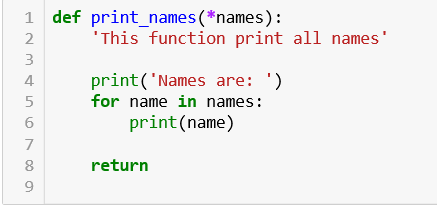 1 def print_names(*names):
2     'This function print all names'
3
4     print('Names are: ')
5     for name in names:
6         print(name)
7
8     return
9